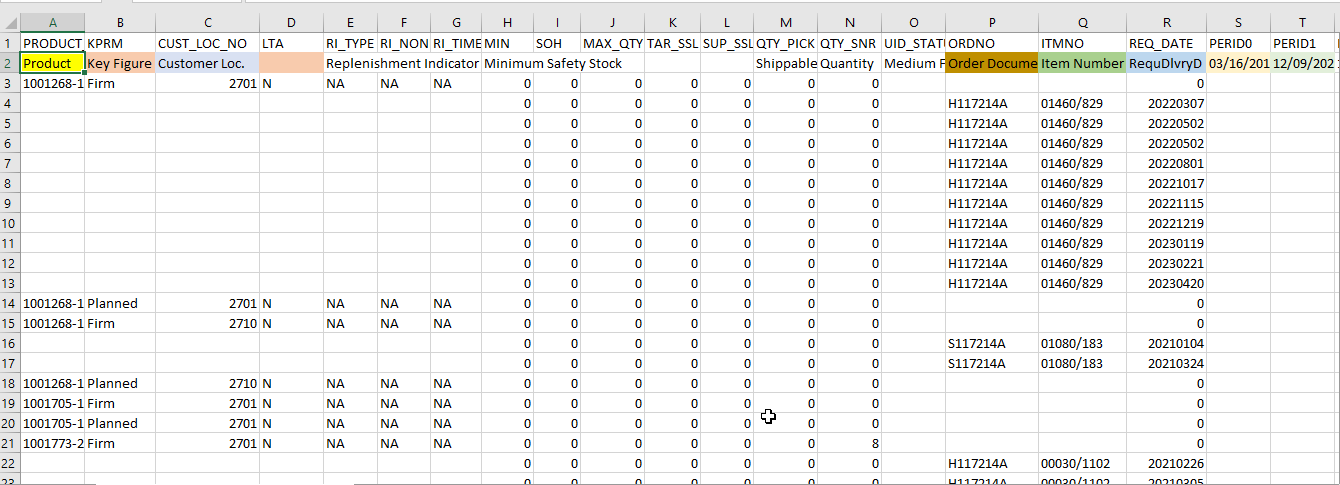 A B C D E F G H I J K L M N O P Q R S T
1 PRODUCT KPRM CUST_LOC_NO LTA RI_TYPE RI_NON RI_TIME MIN SOH MAX_QTY TAR_SSL SUP_SSL QTY_PICK QTY_SNR UID_STATU ORDNO ITMNO REQ_DATE PERID0 PERID1
2 Product Key Figure Customer Loc. Replenishment Indicator Minimum Safety Stock Shippable Quantity Medium F Order Docume Item Number RequDlvryD 03/16/201 12/09/202
3 1001268-1 Firm 2701 N NA NA NA 0 0 0 0 0 0 0 0
4 0 0 0 0 0 0 0 H117214A 01460/829 20220307
5 0 0 0 0 0 0 0 H117214A 01460/829 20220502
6 0 0 0 0 0 0 0 H117214A 01460/829 20220502
7 0 0 0 0 0 0 0 H117214A 01460/829 20220801
8 0 0 0 0 0 0 0 H117214A 01460/829 20221017
9 0 0 0 0 0 0 0 H117214A 01460/829 20221115
10 0 0 0 0 0 0 0 H117214A 01460/829 20221219
11 0 0 0 0 0 0 0 H117214A 01460/829 20230119
12 0 0 0 0 0 0 0 H117214A 01460/829 20230221
13 0 0 0 0 0 0 0 H117214A 01460/829 20230420
14 1001268-1 Planned 2701 N NA NA NA 0 0 0 0 0 0 0 0
15 1001268-1 Firm 2710 N NA NA NA 0 0 0 0 0 0 0 0
16 0 0 0 0 0 0 0 S117214A 01080/183 20210104
17 0 0 0 0 0 0 0 S117214A 01080/183 20210324
18 1001268-1 Planned 2710 N NA NA NA 0 0 0 0 0 0 0 0
19 1001705-1 Firm 2701 N NA NA NA 0 0 0 0 0 0 0 0
20 1001705-1 Planned 2701 N NA NA NA 0 0 0 0 0 0 0 0
21 1001773-2 Firm 2701 N NA NA NA 0 0 0 0 0 0 8 0
22 0 0 0 0 0 0 0 H117214A 00030/1102 20210226
23 0 0 0 0 0 0 0 H117214A 00030/1102 20210305